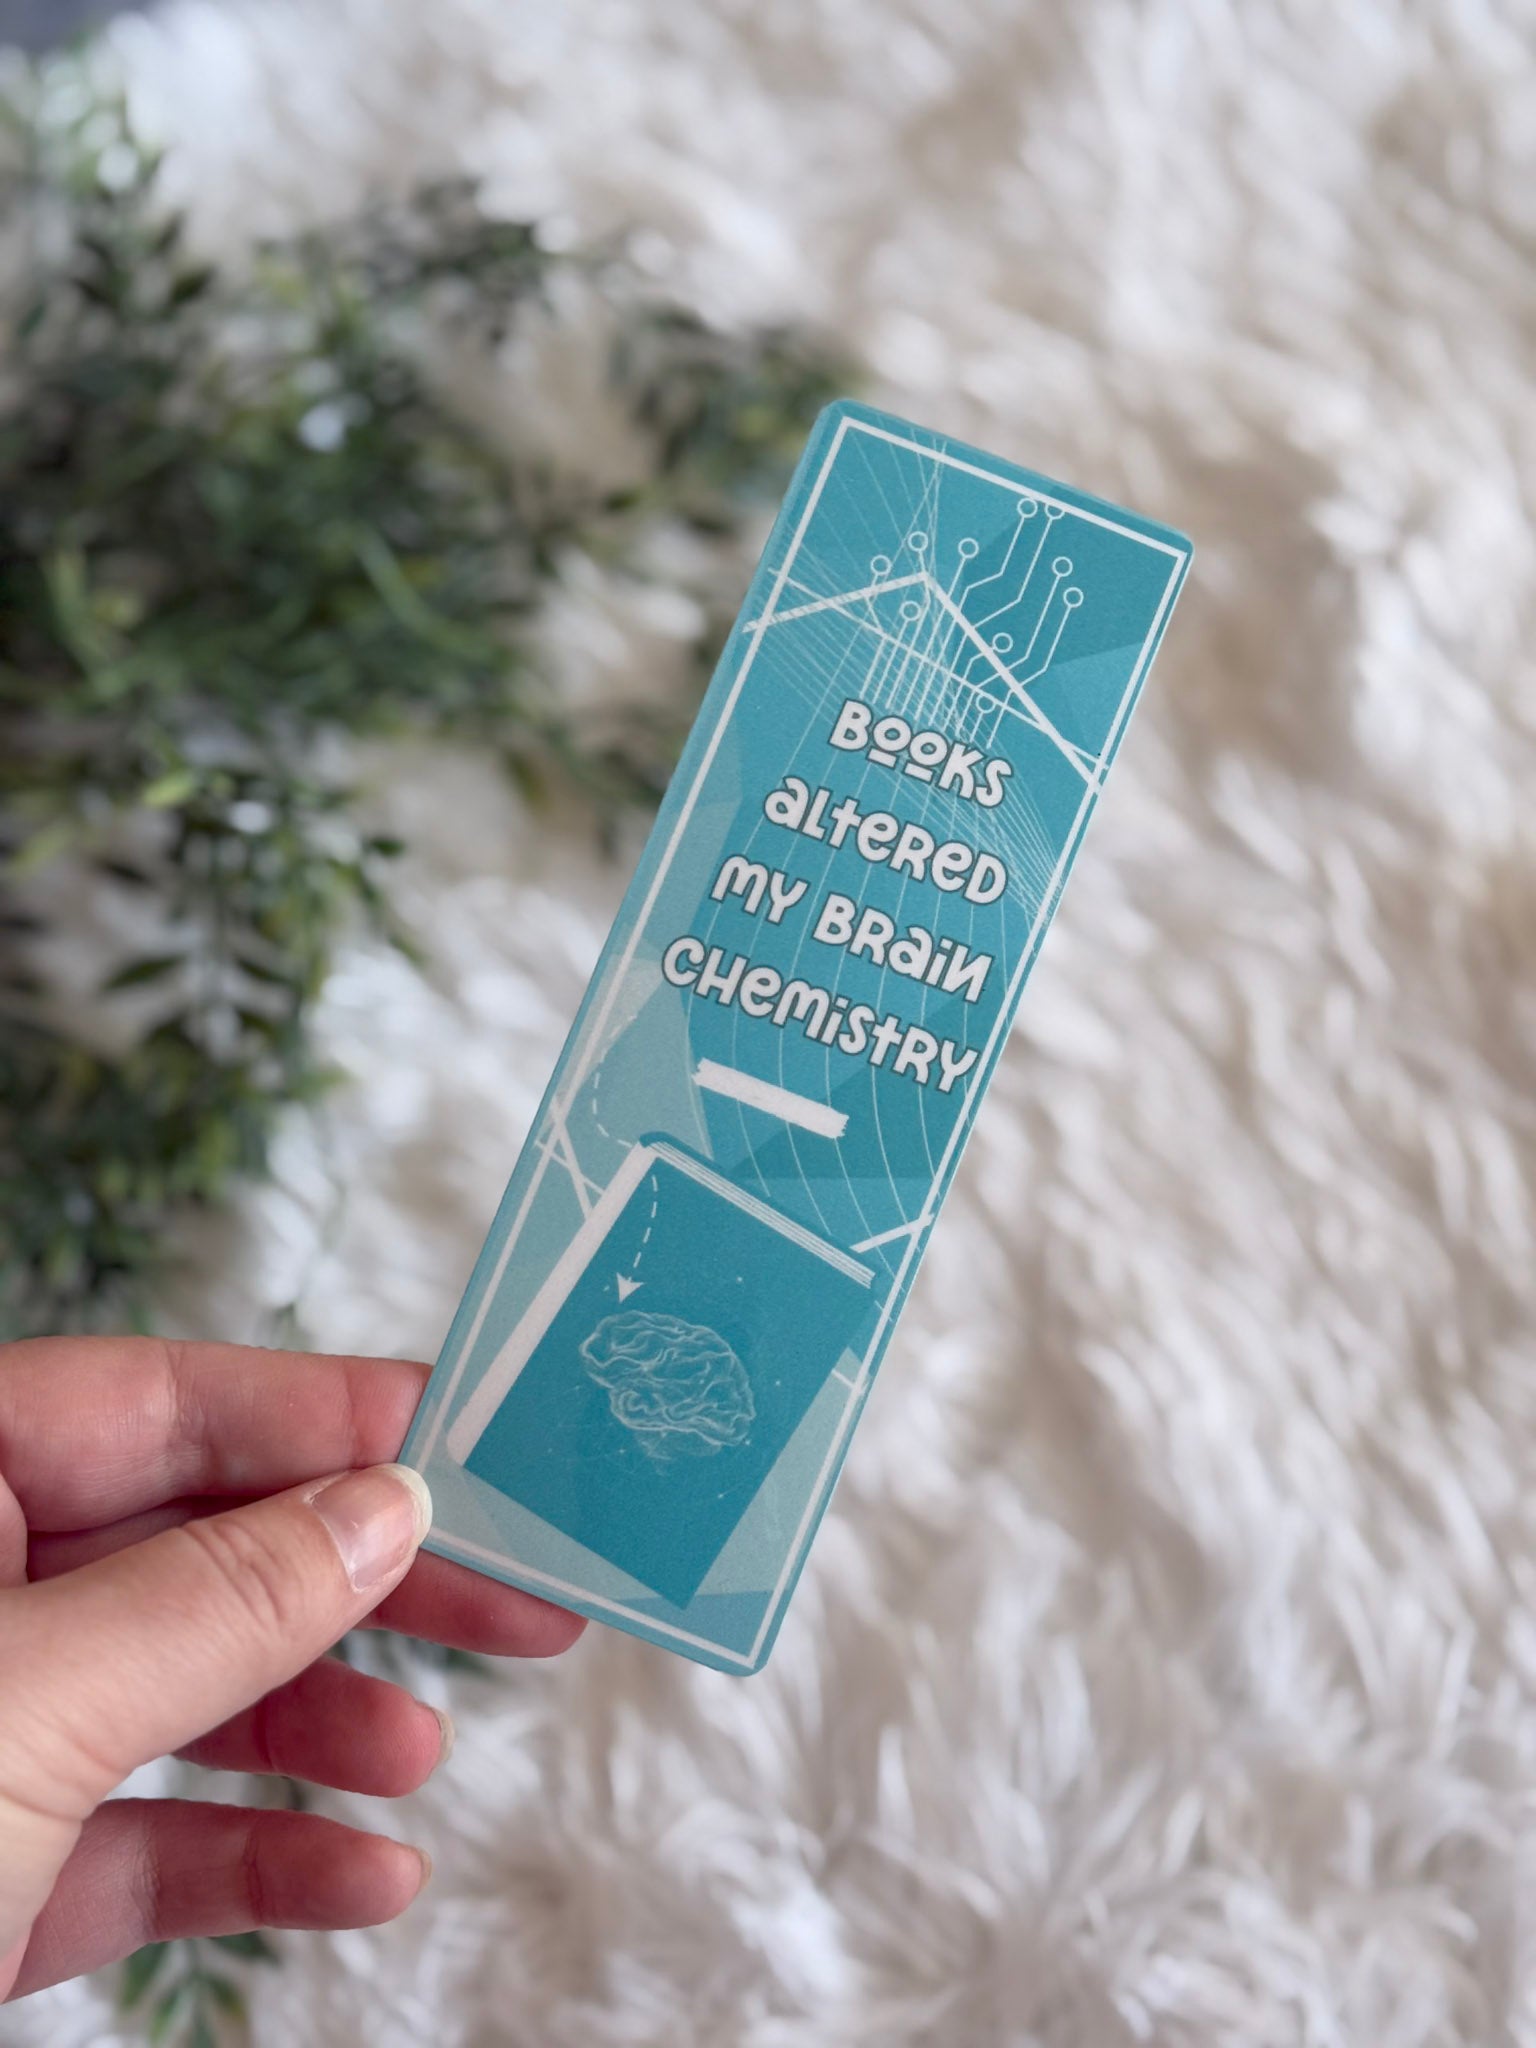 Books
altered
my brain
chemistry